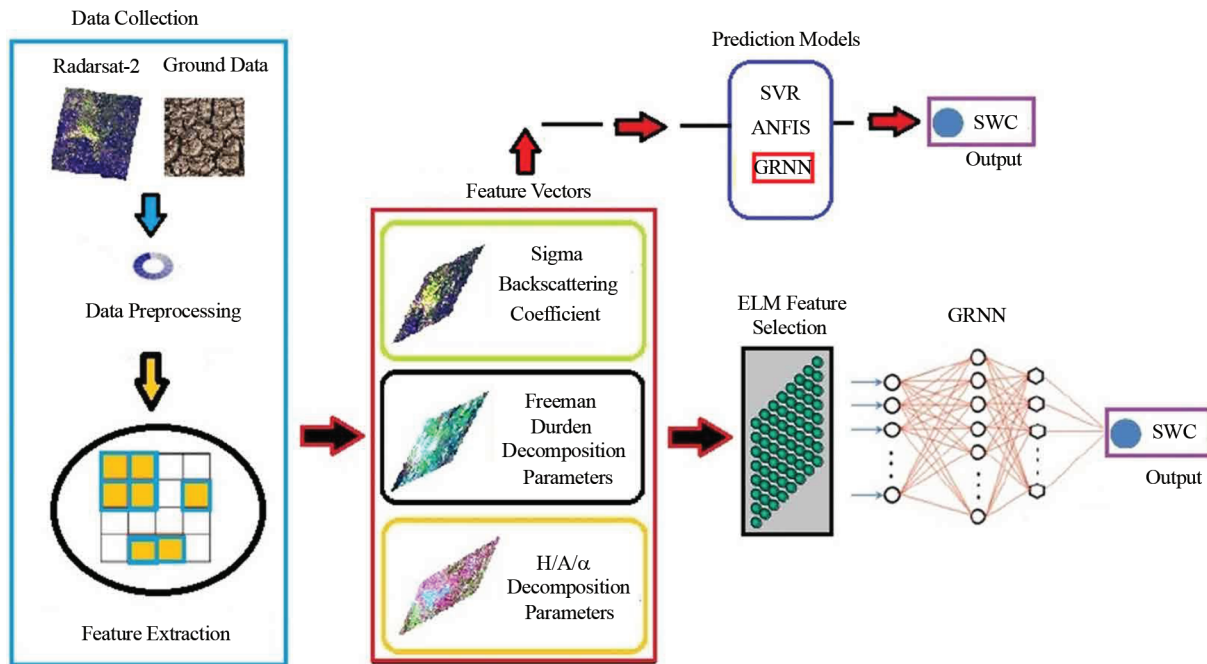 Data Collection
Radarsat-2
Ground Data
Data Preprocessing
Feature Extraction
Feature Vectors
Sigma
Backscattering
Coefficient
Freeman
Durden
Decomposition
Parameters
H/A/α
Decomposition
Parameters
Prediction Models
SVR
ANFIS
GRNN
SWC
Output
ELM Feature
Selection
GRNN
SWC
Output